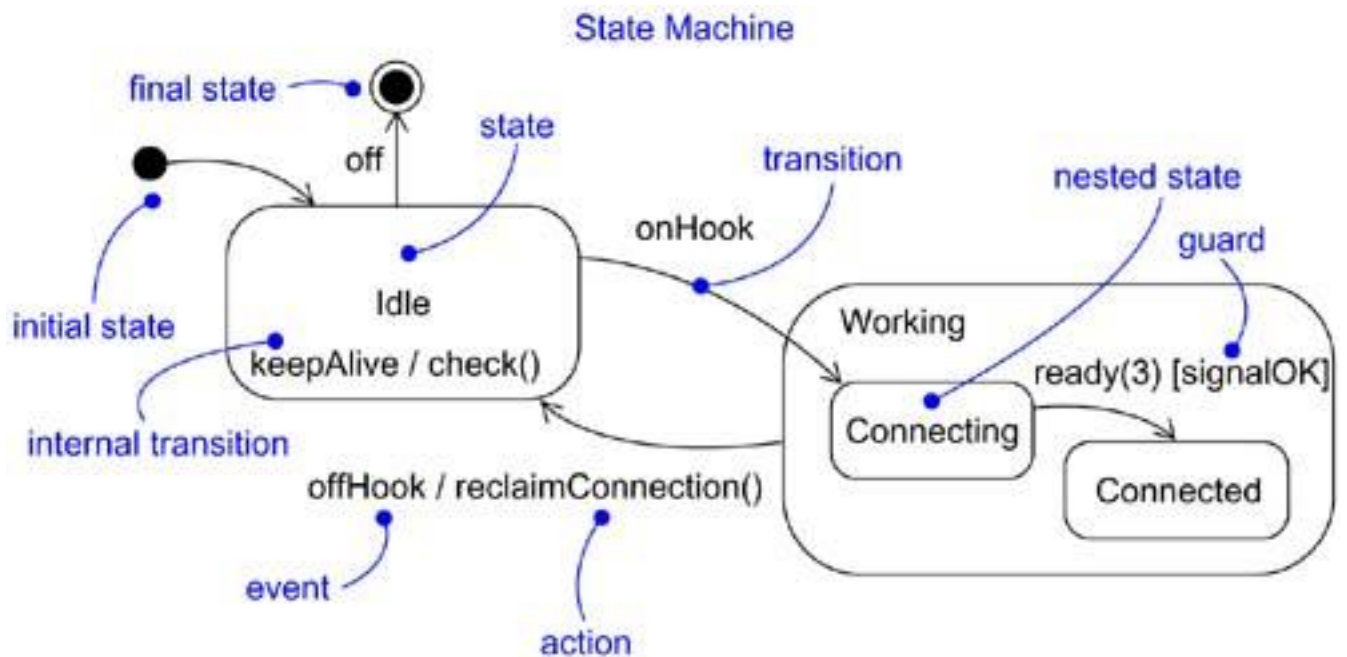 State Machine
final state
state
off
transition
nested state
onHook
guard
initial state
Idle
Working
keepAlive / check()
ready(3) [signalOK]
internal transition
Connecting
offHook / reclaimConnection()
Connected
event
action